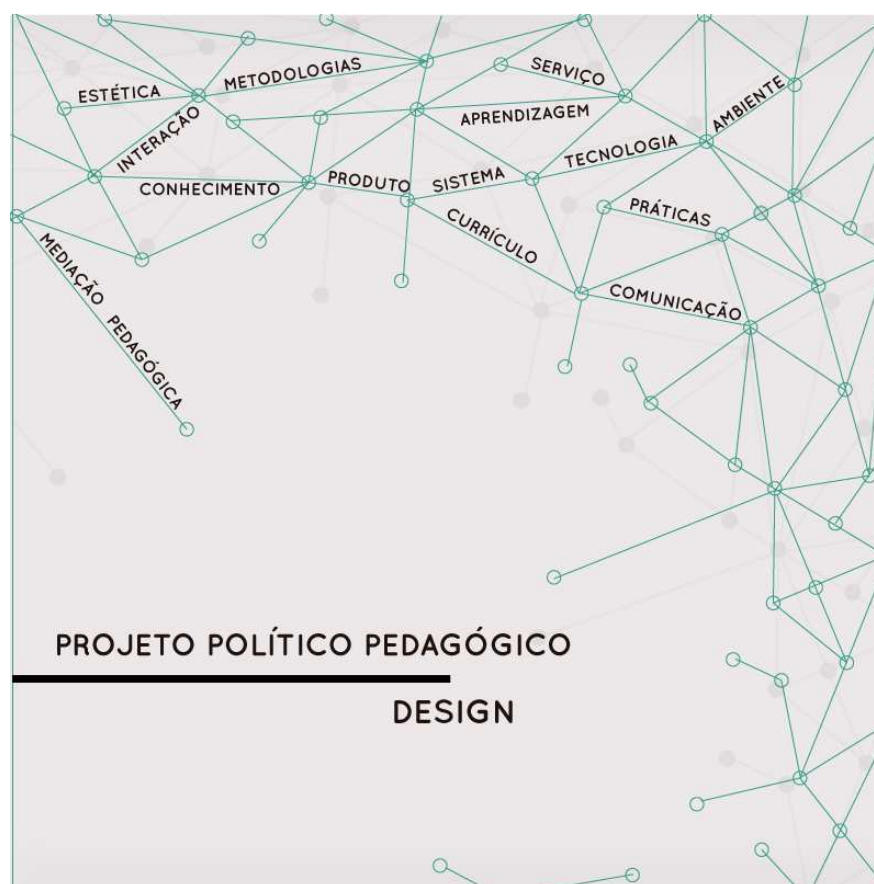 METODOLOGIAS
SERVIÇO
ESTÉTICA
AMBIENTE
APRENDIZAGEM
INTERAÇÃO
TECNOLOGIA
CONHECIMENTO
PRODUTO
SISTEMA
CURRÍCULO
PRÁTICAS
MEDIAÇÃO PEDAGÓGICA
COMUNICAÇÃO
PROJETO POLÍTICO PEDAGÓGICO
DESIGN